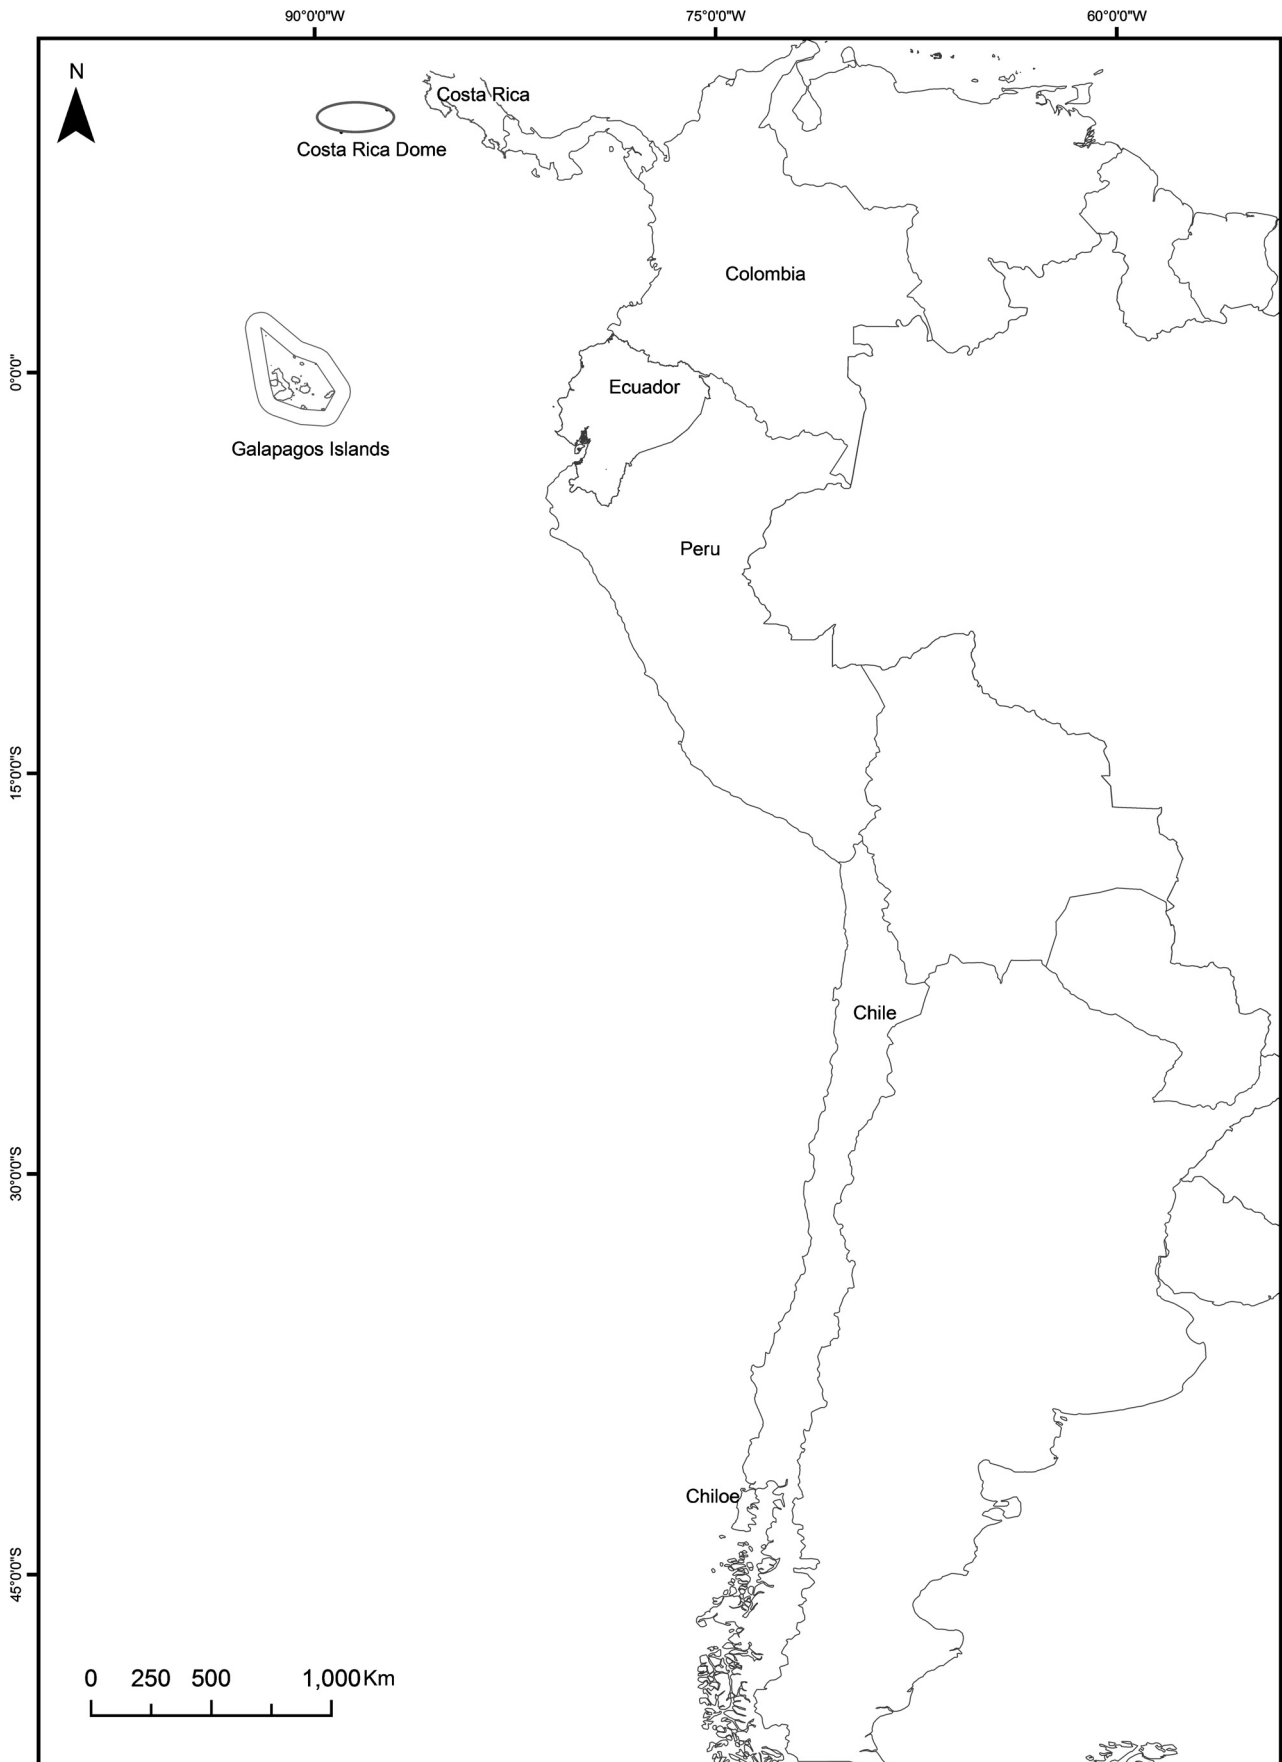 90°0'0"W
75°0'0"W
60°0'0"W
N
Costa Rica
Costa Rica Dome
Colombia
0°0'0"
Ecuador
Galapagos Islands
Peru
15°0'0"S
Chile
30°0'0"S
Chiloe
45°0'0"S
0 250 500 1,000 Km